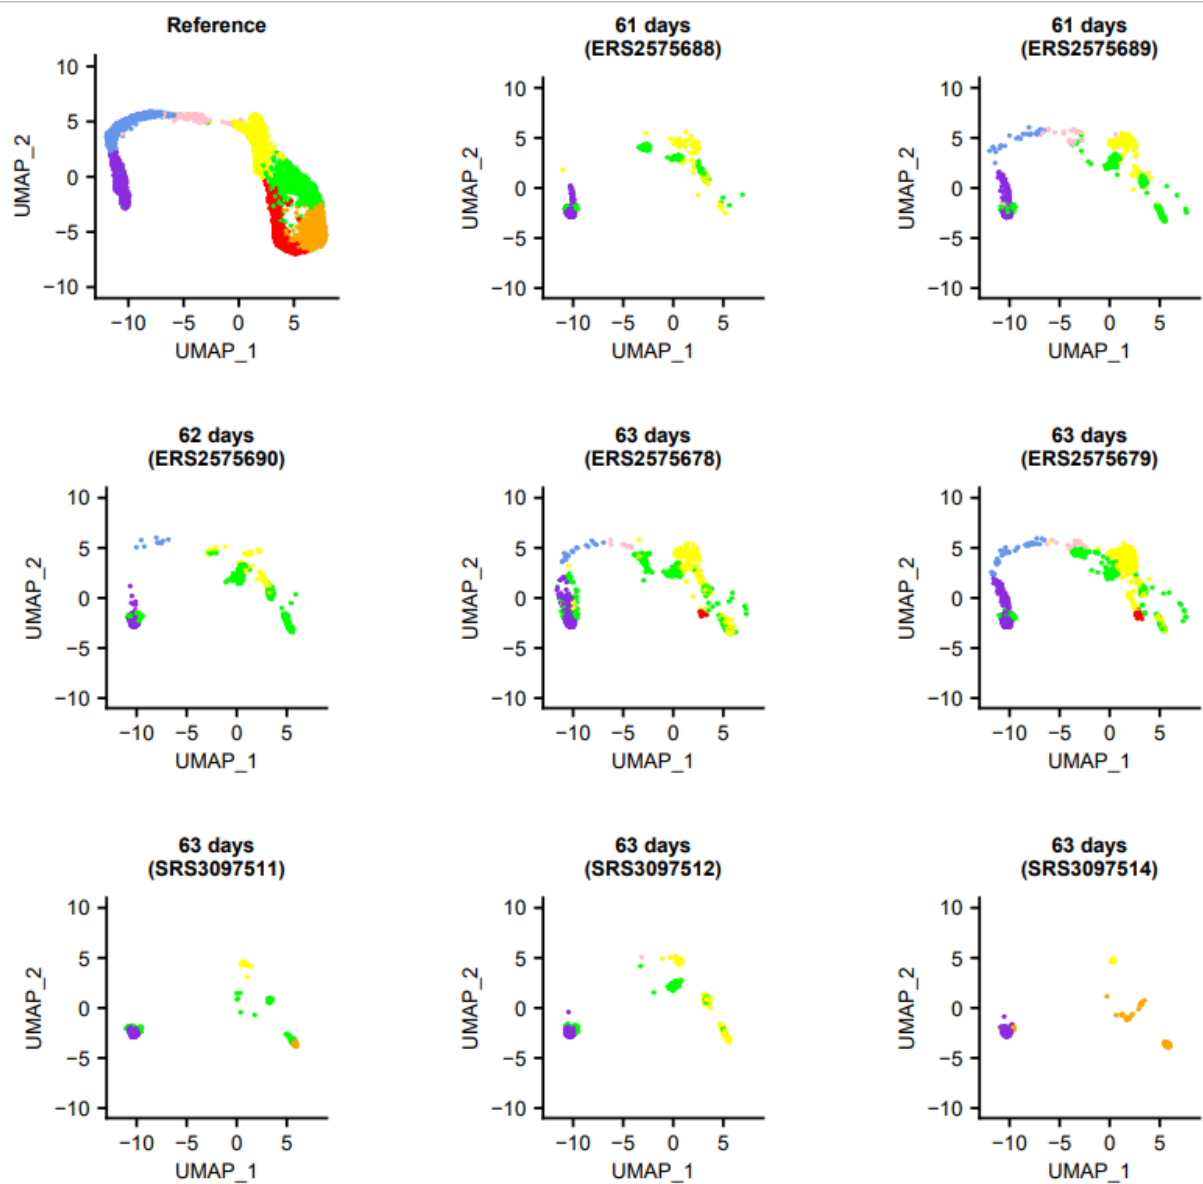 Reference
61 days
(ERS2575688)
61 days
(ERS2575689)
10
5
0
−5
−10
UMAP_2
−10 −5 0 5
UMAP_1
10
5
0
−5
−10
UMAP_2
−10 −5 0 5
UMAP_1
10
5
0
−5
−10
UMAP_2
−10 −5 0 5
UMAP_1
62 days
(ERS2575690)
63 days
(ERS2575678)
63 days
(ERS2575679)
10
5
0
−5
−10
UMAP_2
−10 −5 0 5
UMAP_1
10
5
0
−5
−10
UMAP_2
−10 −5 0 5
UMAP_1
10
5
0
−5
−10
UMAP_2
−10 −5 0 5
UMAP_1
63 days
(SRS3097511)
63 days
(SRS3097512)
63 days
(SRS3097514)
10
5
0
−5
−10
UMAP_2
−10 −5 0 5
UMAP_1
10
5
0
−5
−10
UMAP_2
−10 −5 0 5
UMAP_1
10
5
0
−5
−10
UMAP_2
−10 −5 0 5
UMAP_1